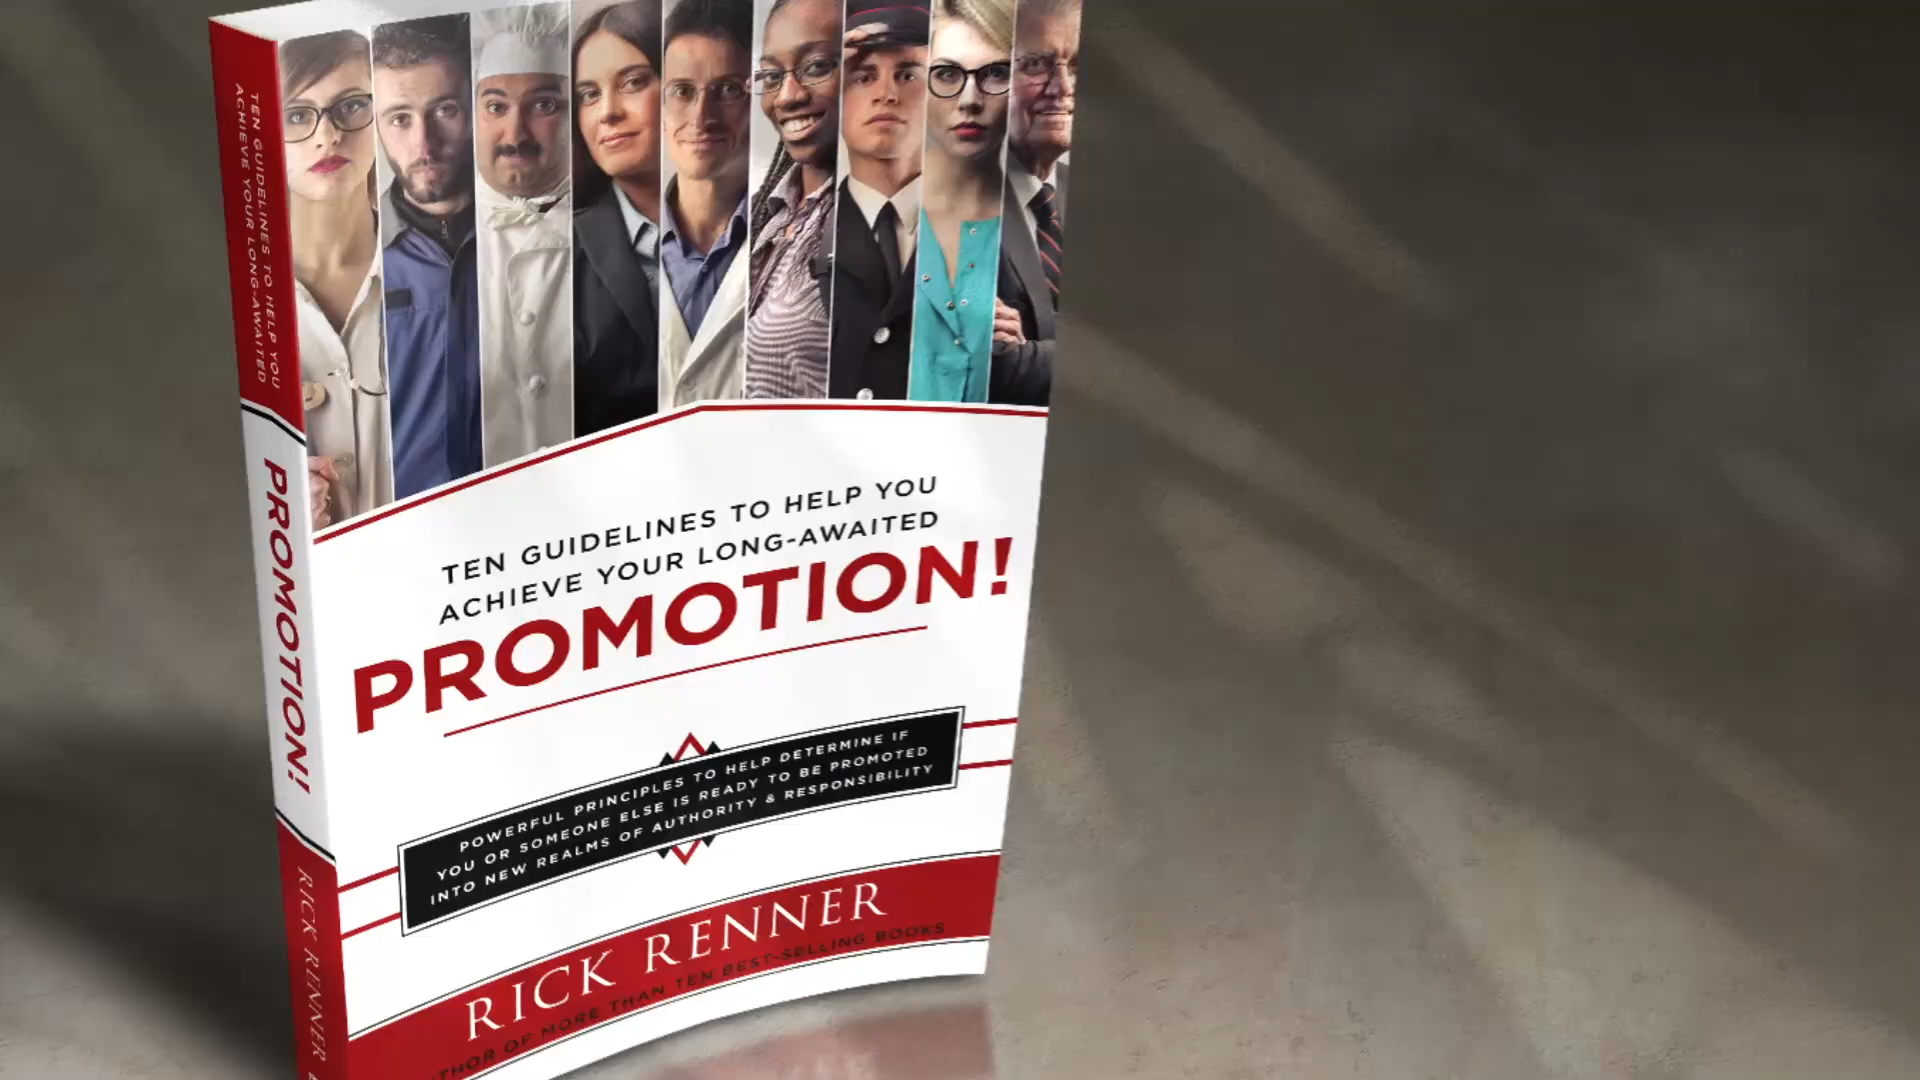 TEN GUIDELINES TO HELP YOU
ACHIEVE YOUR LONG-AWAITED
PROMOTION!
RICK RENNER
TEN GUIDELINES TO HELP YOU
ACHIEVE YOUR LONG-AWAITED
PROMOTION!
POWERFUL PRINCIPLES TO HELP DETERMINE IF
YOU OR SOMEONE ELSE IS READY TO BE PROMOTED
INTO NEW REALMS OF AUTHORITY & RESPONSIBILITY
RICK RENNER
OF MORE THAN TEN BEST-SELLING BOOKS